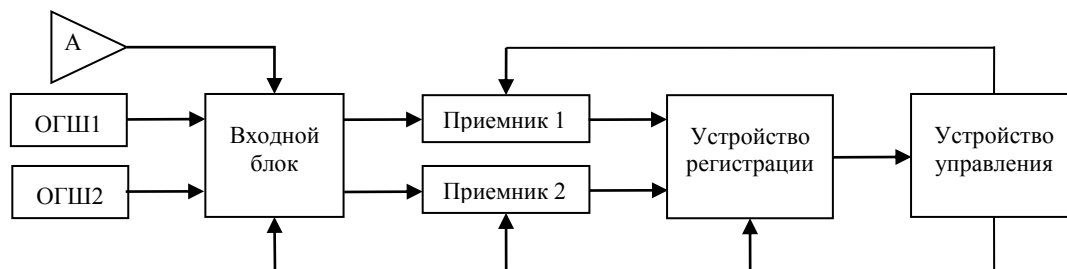 А
ОГШ1
ОГШ2
Входной
блок
Приемник 1
Приемник 2
Устройство
регистрации
Устройство
управления